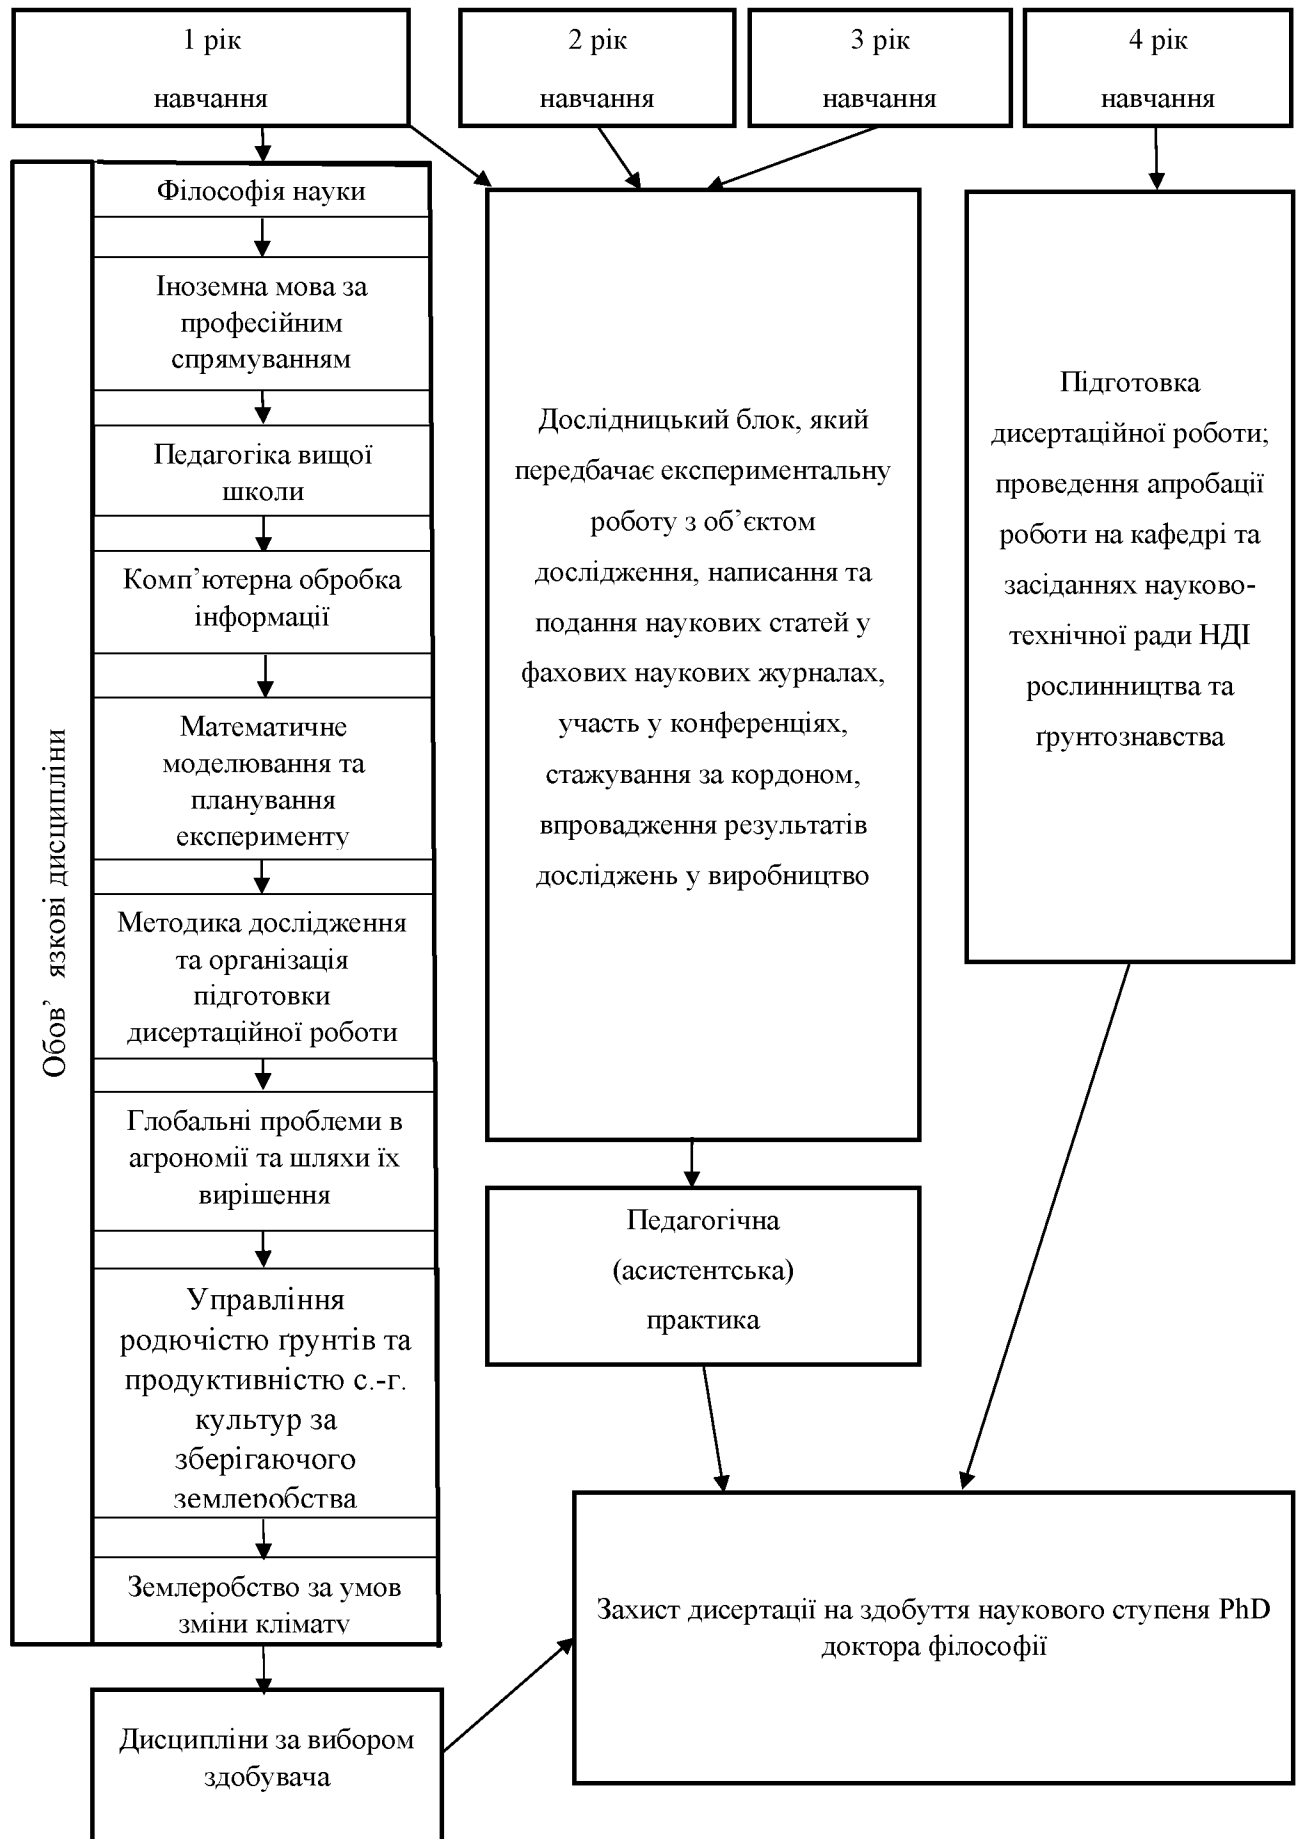 1 рік
навчання
2 рік
навчання
3 рік
навчання
4 рік
навчання
Обов’ язкові дисципліни
Філософія науки
Іноземна мова за
професійним
спрямуванням
Педагогіка вищої
школи
Комп’ютерна обробка
інформації
Математичне
моделювання та
планування
експерименту
Методика дослідження
та організація
підготовки
дисертаційної роботи
Глобальні проблеми в
агрономії та шляхи їх
вирішення
Управління
родючістю ґрунтів та
продуктивністю с.-г.
культур за
зберігаючого
землеробства
Землеробство за умов
зміни клімату
Дисципліни за вибором
здобувача
Дослідницький блок, який
передбачає експериментальну
роботу з об’єктом
дослідження, написання та
подання наукових статей у
фахових наукових журналах,
участь у конференціях,
стажування за кордоном,
впровадження результатів
досліджень у виробництво
Педагогічна
(асистентська)
практика
Підготовка
дисертаційної роботи;
проведення апробації
роботи на кафедрі та
засіданнях науково-
технічної ради НДІ
рослинництва та
ґрунтознавства
Захист дисертації на здобуття наукового ступеня PhD
доктора філософії